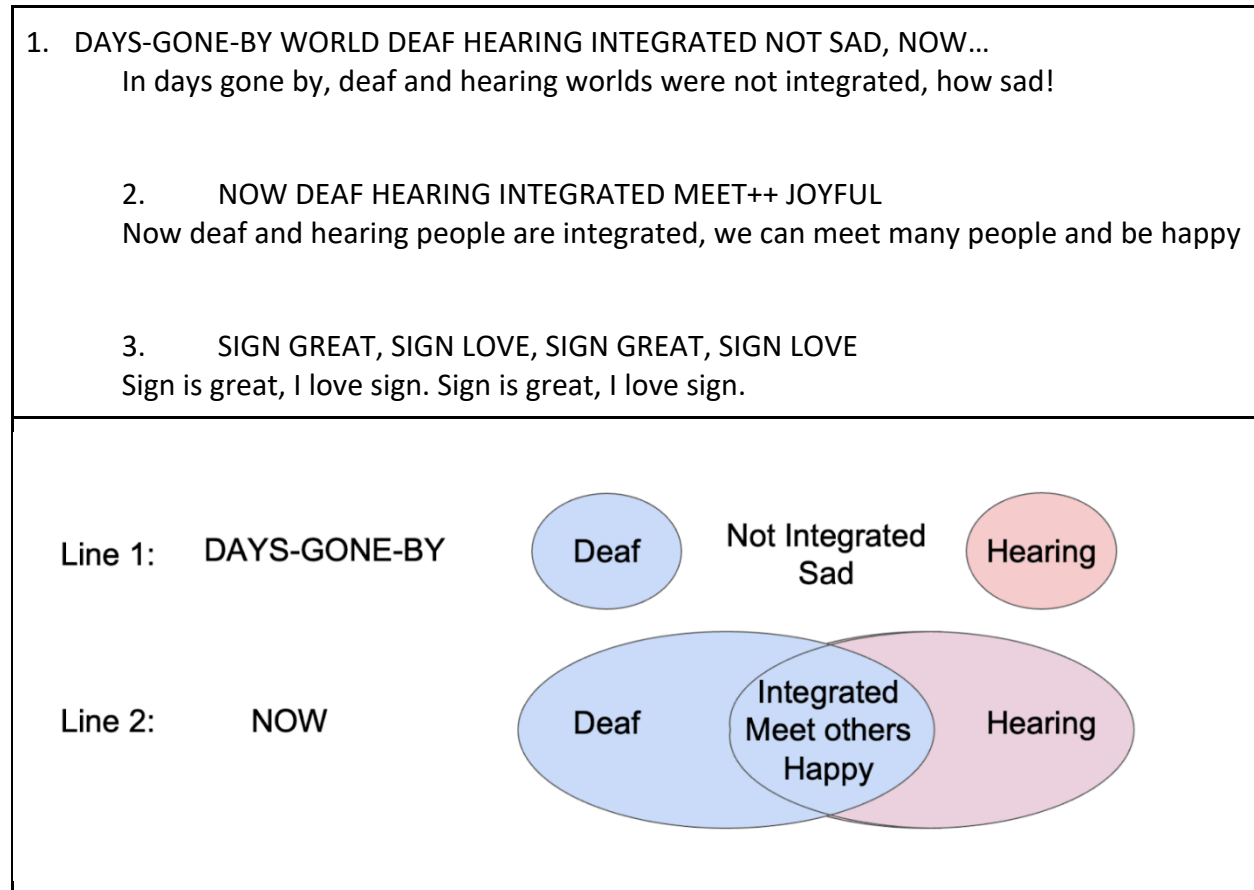 1. DAYS-GONE-BY WORLD DEAF HEARING INTEGRATED NOT SAD, NOW…
In days gone by, deaf and hearing worlds were not integrated, how sad!
2. NOW DEAF HEARING INTEGRATED MEET++ JOYFUL
Now deaf and hearing people are integrated, we can meet many people and be happy
3. SIGN GREAT, SIGN LOVE, SIGN GREAT, SIGN LOVE
Sign is great, I love sign. Sign is great, I love sign.
Line 1: DAYS-GONE-BY Deaf Not Integrated Hearing
Sad
Line 2: NOW Deaf Integrated Hearing
Meet others
Happy